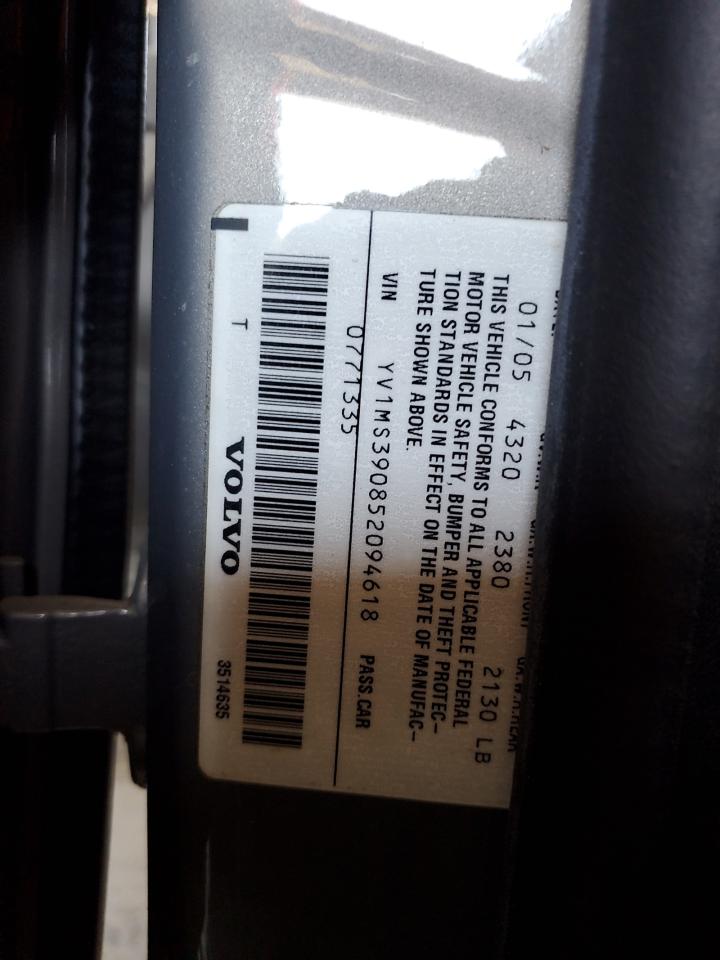 01/05 4320 2380 2130 LB
THIS VEHICLE CONFORMS TO ALL APPLICABLE FEDERAL
MOTOR VEHICLE SAFETY, BUMPER AND THEFT PROTEC-
TION STANDARDS IN EFFECT ON THE DATE OF MANUFAC-
TURE SHOWN ABOVE.
VIN YV1MS390852094618 PASS.CAR
0771335
T VOLVO 3514635